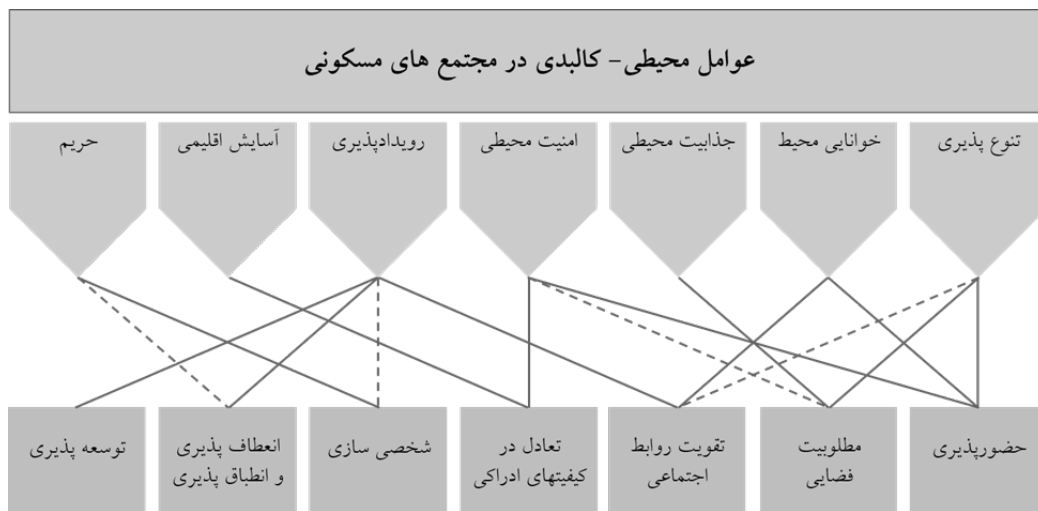 عوامل محیطی- کالبدی در مجتمع های مسکونی
تنوع پذیری
خوانایی محیط
جذابیت محیطی
امنیت محیطی
رویدادپذیری
آسایش اقلیمی
حریم
حضورپذیری
مطلوبیت
فضایی
تقویت روابط
اجتماعی
تعادل در
کیفیتهای ادراکی
شخصی سازی
انعطاف پذیری
و انطباق پذیری
توسعه پذیری